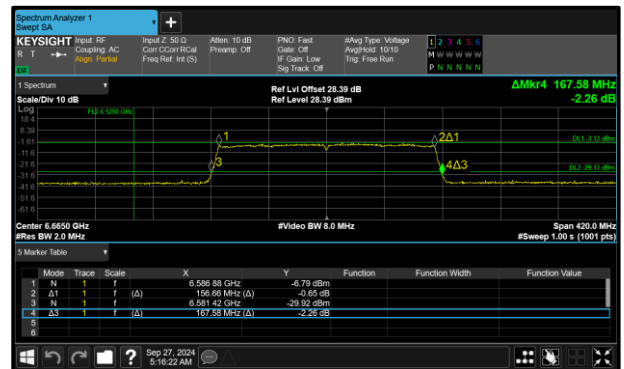 Spectrum Analyzer 1
Swept SA
+
KEYSIGHT Input: RF Input Z: 50 Ω Atten: 10 dB PNO: Fast #Avg Type: Voltage 1 2 3 4 5 6
R T Coupling: AC Corr CCorr RCal Preamp: Off Gate: Off Avg|Hold: 10/10 M W W W W W
Align: Partial Freq Ref: Int (S) IF Gain: Low Trig: Free Run P N N N N N
Sig Track: Off
1 Spectrum Ref Lvl Offset 28.39 dB ΔMkr4 167.58 MHz
Scale/Div 10 dB Ref Level 28.39 dBm -2.26 dB
Log
18.4 FL2 6.5250 GHz
8.39
-1.61 1 2Δ1 DL1 -3.13 dBm
-11.6
-21.6 3 4Δ3 DL2 -29.13 dBm
-31.6
-41.6
-51.6
-61.6
Center 6.6650 GHz #Video BW 8.0 MHz Span 420.0 MHz
#Res BW 2.0 MHz #Sweep 1.00 s (1001 pts)
5 Marker Table
Mode Trace Scale X Y Function Function Width Function Value
1 N 1 f 6.586 88 GHz -6.79 dBm
2 Δ1 1 f (Δ) 156.66 MHz (Δ) -0.65 dB
3 N 1 f 6.581 42 GHz -29.92 dBm
4 Δ3 1 f (Δ) 167.58 MHz (Δ) -2.26 dB
5
6
? Sep 27, 2024
5:16:22 AM